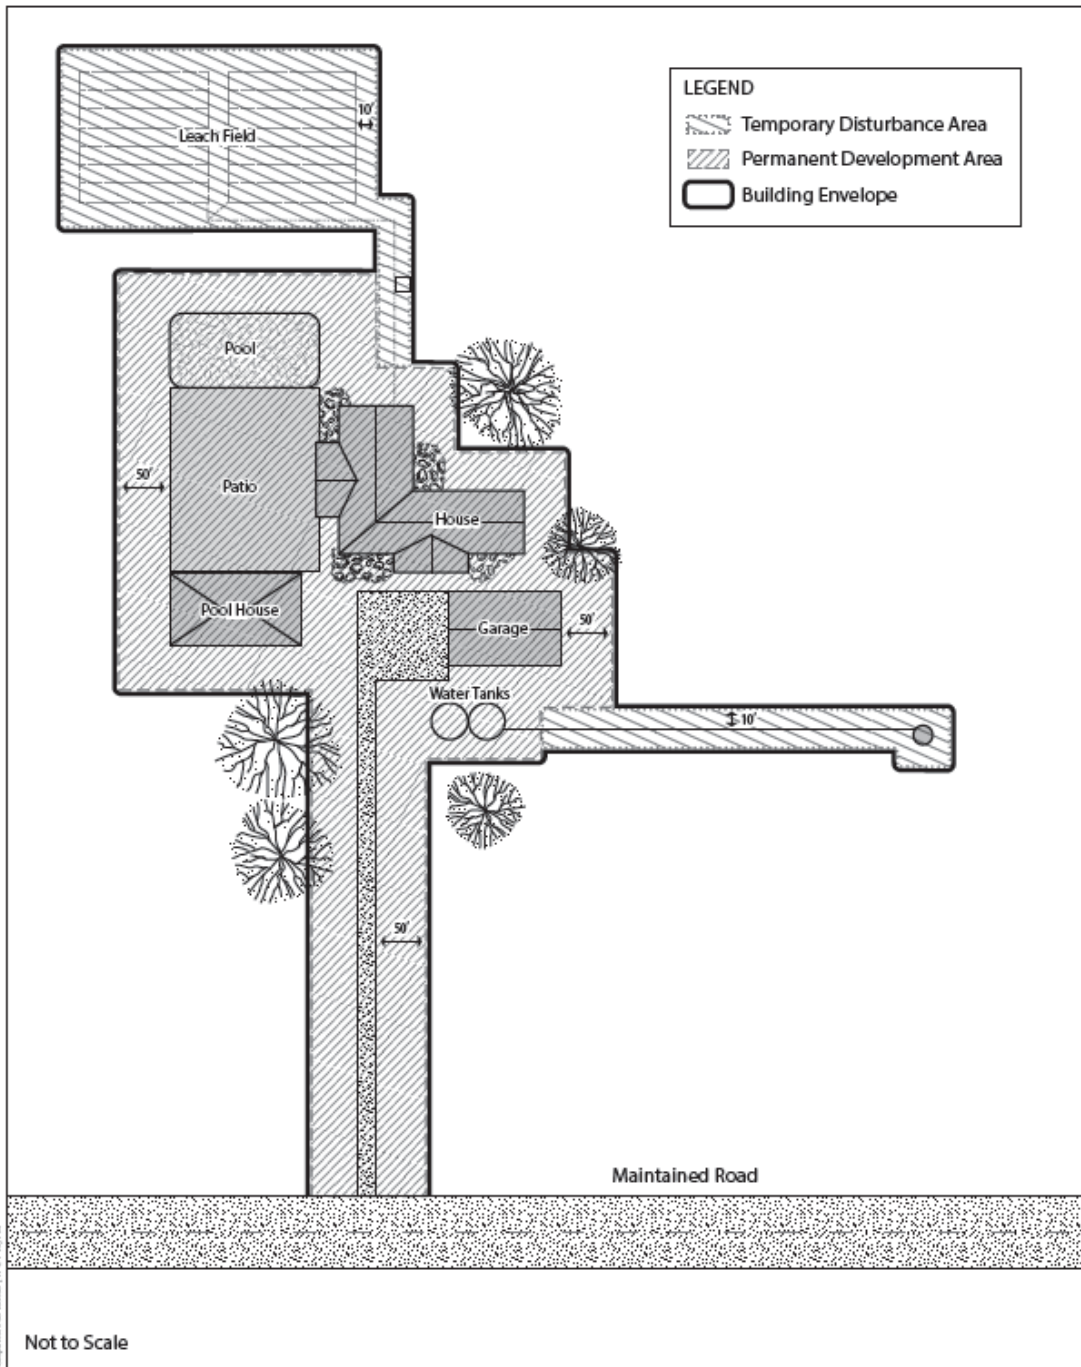 LEGEND
Temporary Disturbance Area
Permanent Development Area
Building Envelope
10'
Leach Field
Pool
50'
Patio
House
Pool House
Garage
50'
Water Tanks
10'
50'
Maintained Road
Not to Scale